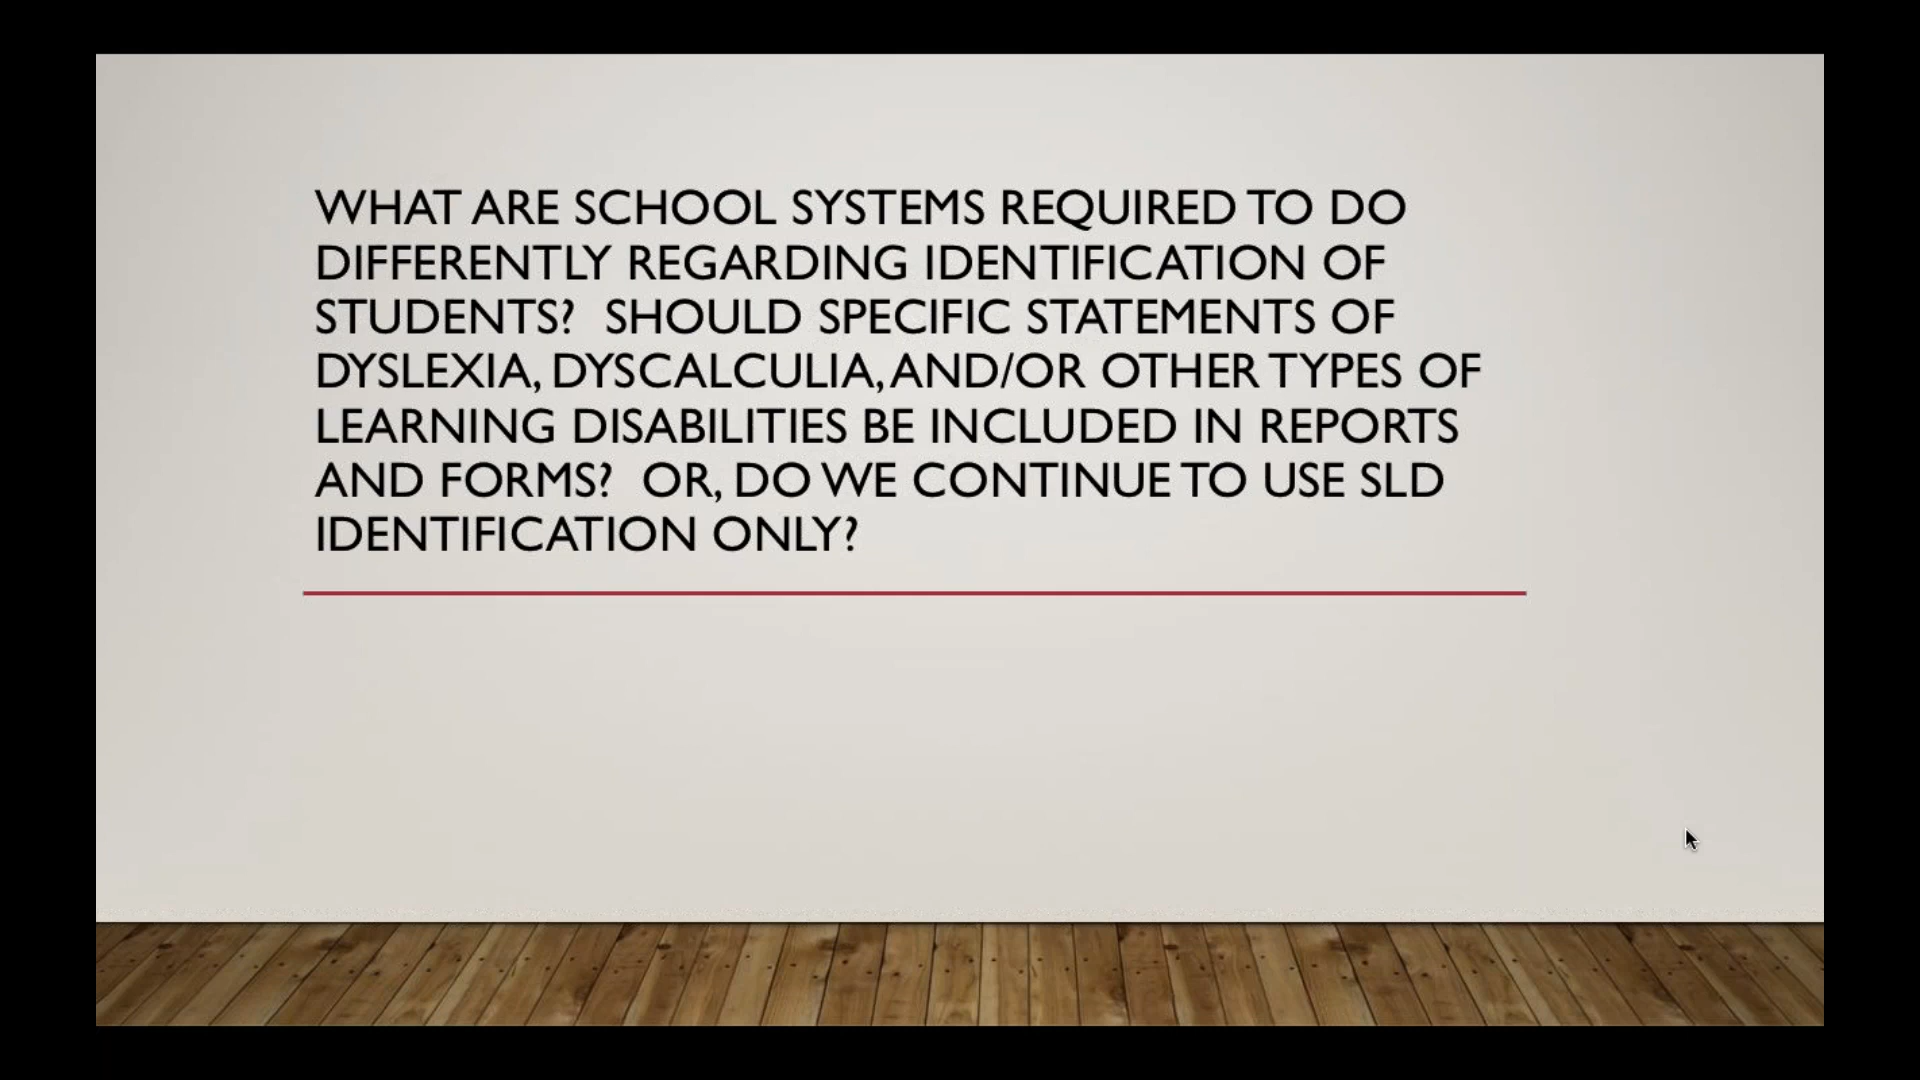 WHAT ARE SCHOOL SYSTEMS REQUIRED TO DO
DIFFERENTLY REGARDING IDENTIFICATION OF
STUDENTS?  SHOULD SPECIFIC STATEMENTS OF
DYSLEXIA, DYSCALCULIA, AND/OR OTHER TYPES OF
LEARNING DISABILITIES BE INCLUDED IN REPORTS
AND FORMS?  OR, DO WE CONTINUE TO USE SLD
IDENTIFICATION ONLY?